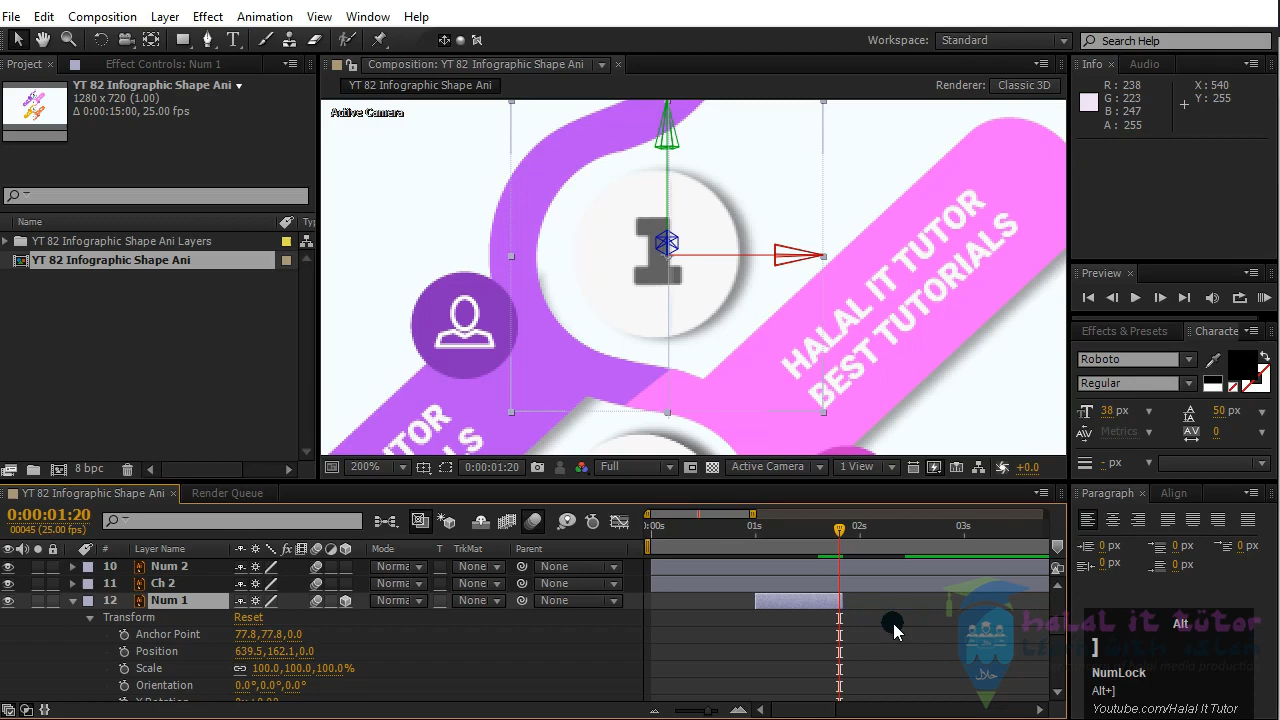 File Edit Composition Layer Effect Animation View Window Help
Workspace: Standard Search Help
Project Effect Controls: Num 1 Composition: YT 82 Infographic Shape Ani Info Audio
YT 82 Infographic Shape Ani
1280 x 720 (1.00)
Δ 0:00:15:00, 25.00 fps
YT 82 Infographic Shape Ani Renderer: Classic 3D
Active Camera
R: 238 X: 540
G: 223 Y: 255
B: 247
A: 255
Name
YT 82 Infographic Shape Ani Layers
YT 82 Infographic Shape Ani
HALAL IT TUTOR
BEST TUTORIALS
1
Preview
Effects & Presets Characte
Roboto
Regular
38 px 50 px
Metrics 0
- px
8 bpc 200% 0:00:01:20 Full Active Camera 1 View +0.0
YT 82 Infographic Shape Ani Render Queue Paragraph Align
0:00:01:20
00045 (25.00 fps)
0:00s 01s 02s 03s
# Layer Name Mode T TrkMat Parent
10 Num 2 Norma None None
11 Ch 2 Norma None None
12 Num 1 Norma None None
Transform Reset
Anchor Point 77.8,77.8,0.0
Position 639.5,162.1,0.0
Scale 100.0,100.0,100.0%
Orientation 0.0°,0.0°,0.0°
0 px 0 px 0 px
0 px 0 px
halal it tutor
Alt
]
NumLock
Alt+]
Youtube.com/Halal It Tutor